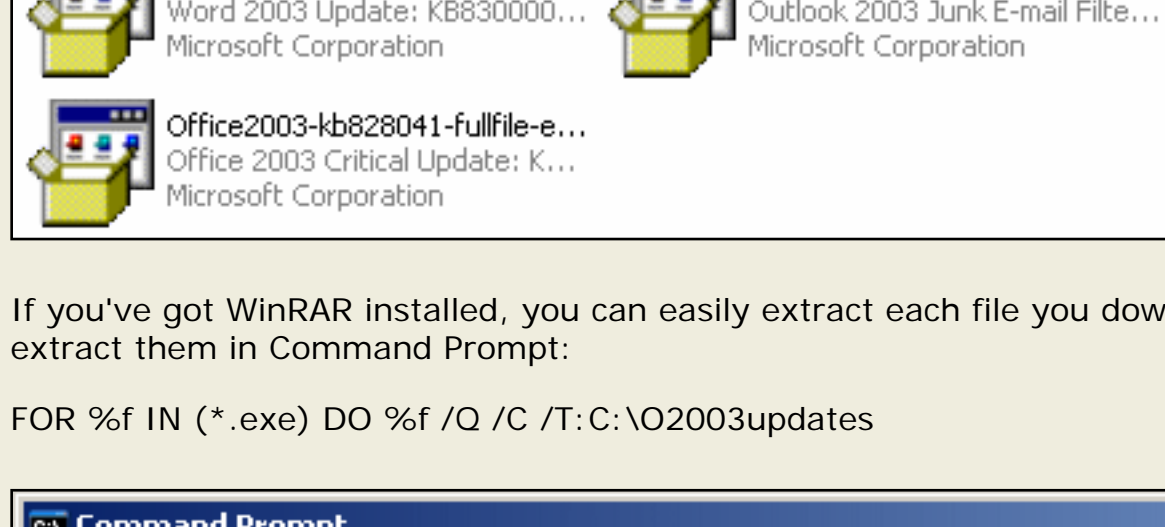 Word 2003 Update: KB830000...
Microsoft Corporation
Outlook 2003 Junk E-mail Filte...
Microsoft Corporation
Office2003-kb828041-fullfile-e...
Office 2003 Critical Update: K...
Microsoft Corporation
If you've got WinRAR installed, you can easily extract each file you dow
extract them in Command Prompt:
FOR %f IN (*.exe) DO %f /Q /C /T:C:\O2003updates
Command Prompt